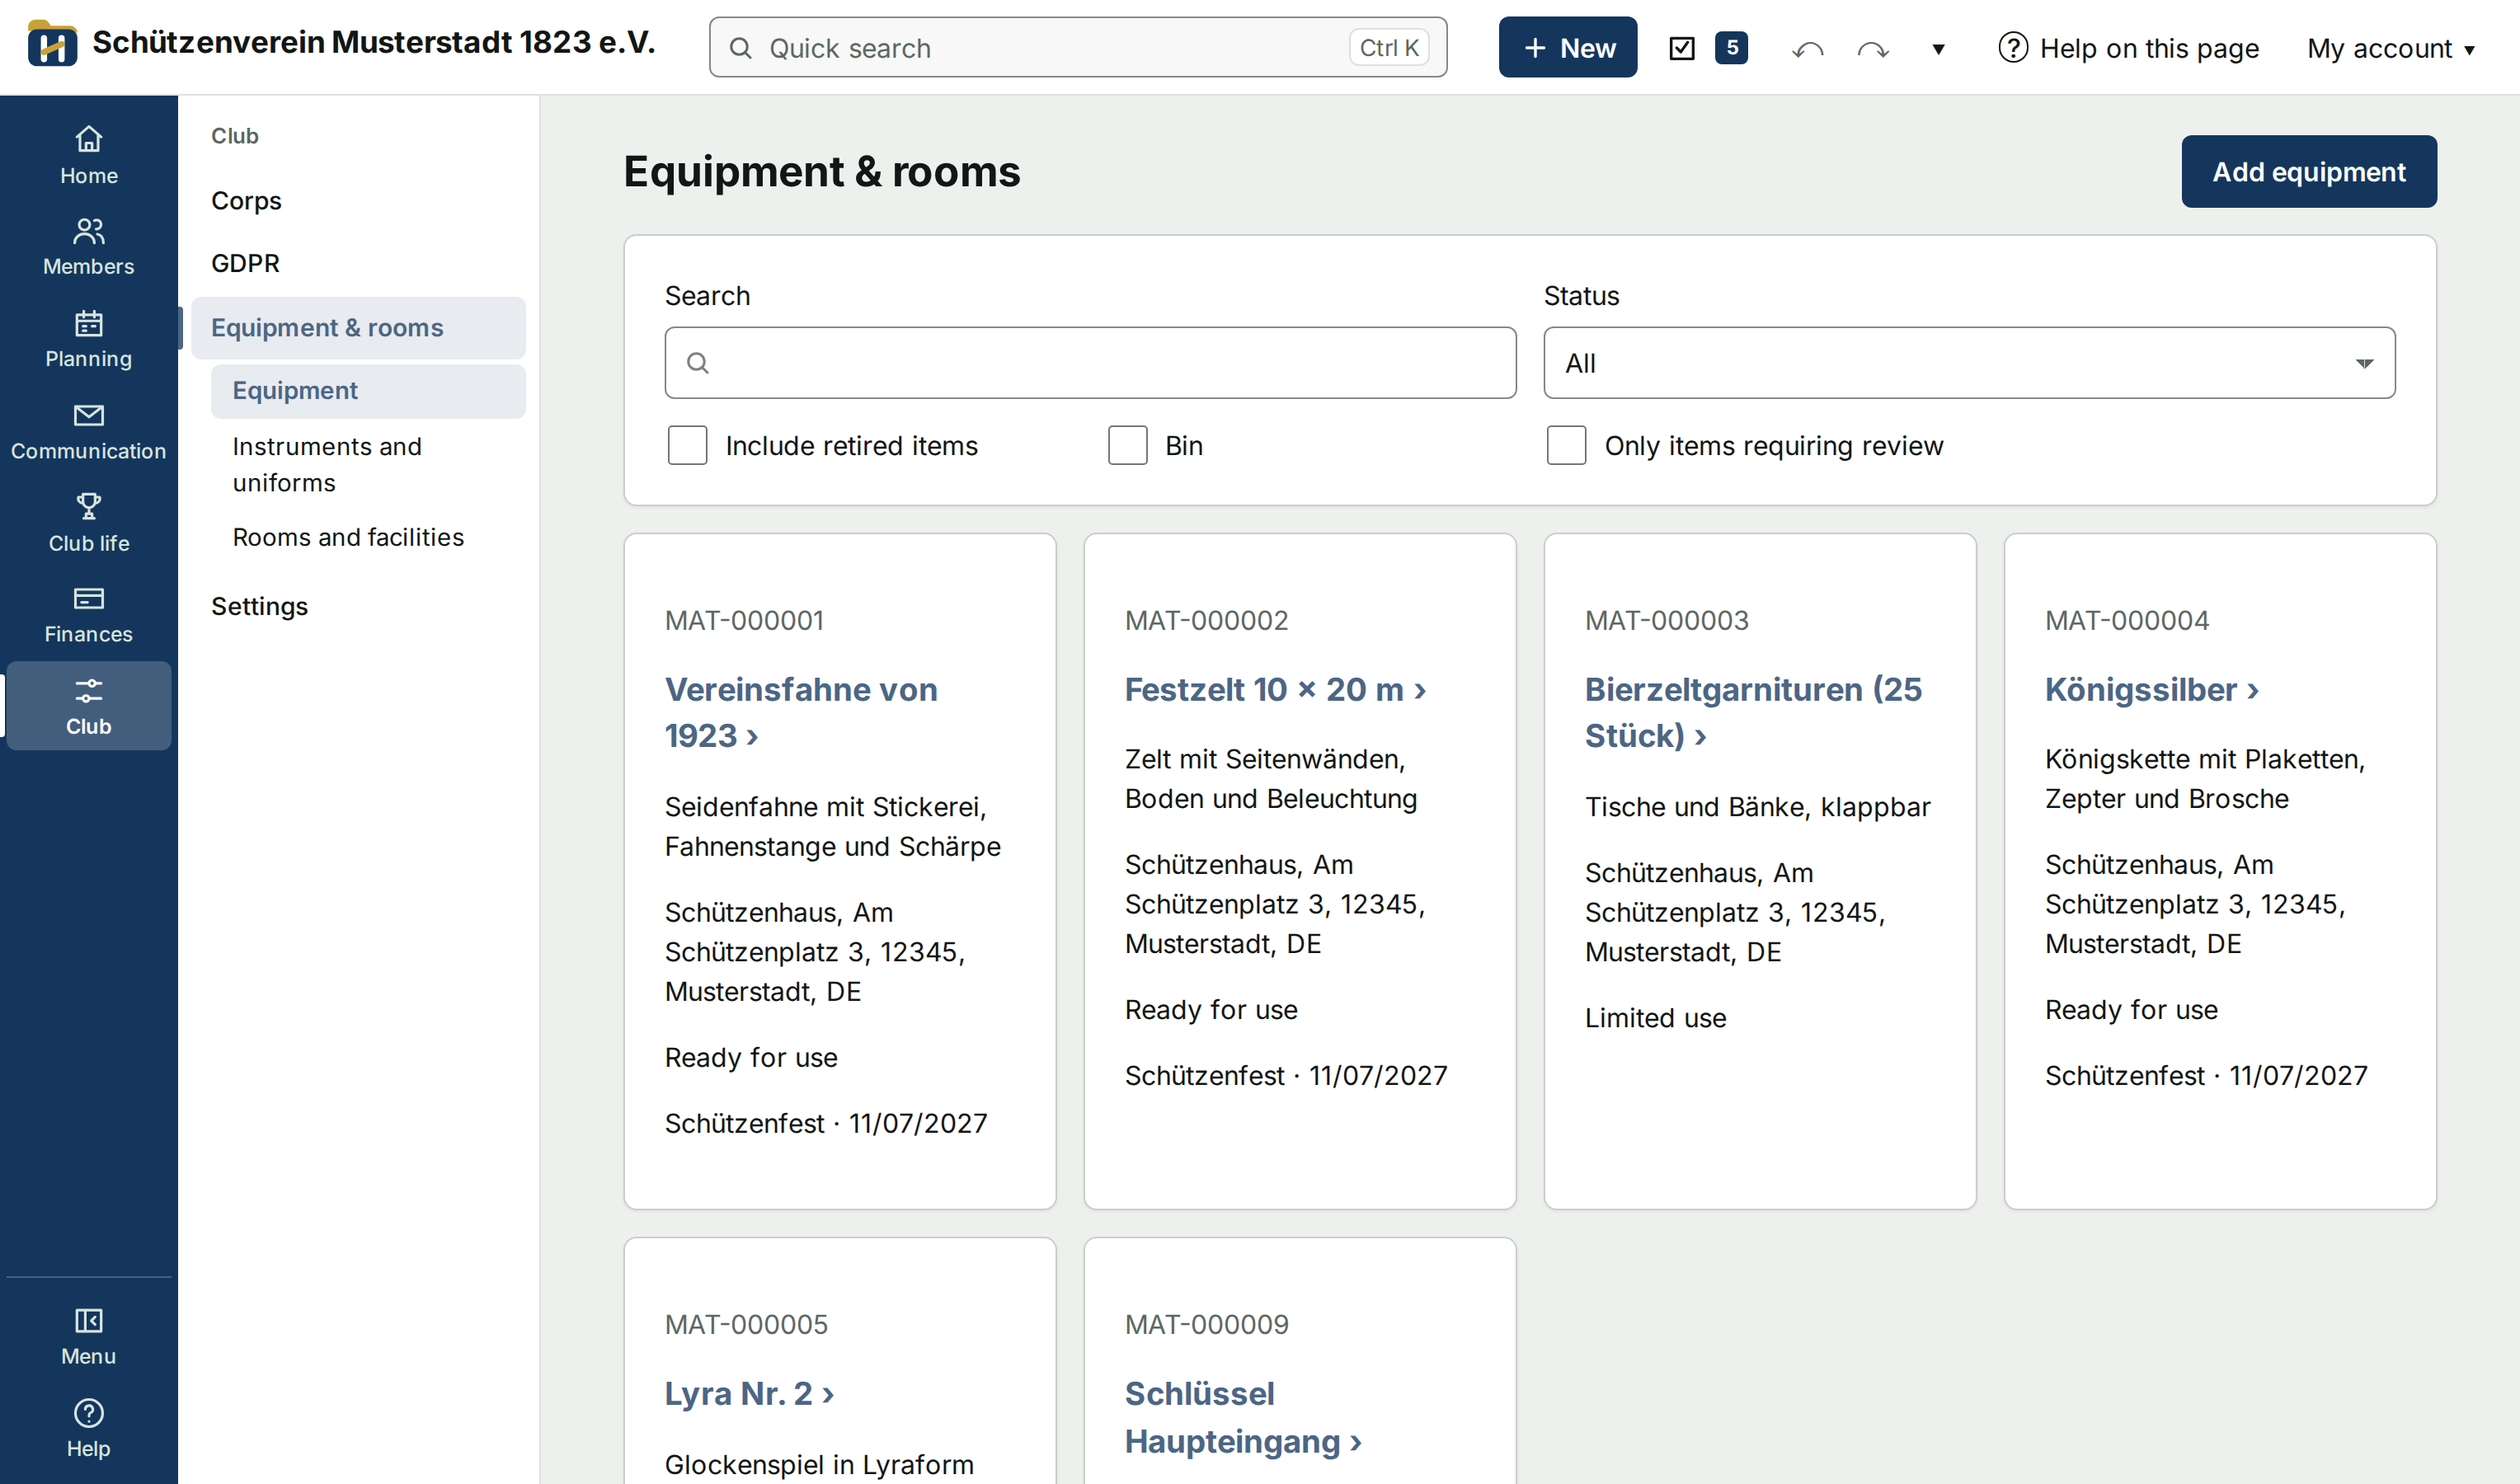 Schützenverein Musterstadt 1823 e.V.
Quick search
Ctrl K
New
5
Help on this page
My account
Home
Members
Planning
Communication
Club life
Finances
Club
Menu
Help
Club
Corps
GDPR
Equipment & rooms
Equipment
Instruments and
uniforms
Rooms and facilities
Settings
Equipment & rooms
Add equipment
Search
Status
All
Include retired items
Bin
Only items requiring review
MAT-000001
Vereinsfahne von
1923 ›
Seidenfahne mit Stickerei,
Fahnenstange und Schärpe
Schützenhaus, Am
Schützenplatz 3, 12345,
Musterstadt, DE
Ready for use
Schützenfest · 11/07/2027
MAT-000002
Festzelt 10 × 20 m ›
Zelt mit Seitenwänden,
Boden und Beleuchtung
Schützenhaus, Am
Schützenplatz 3, 12345,
Musterstadt, DE
Ready for use
Schützenfest · 11/07/2027
MAT-000003
Bierzeltgarnituren (25
Stück) ›
Tische und Bänke, klappbar
Schützenhaus, Am
Schützenplatz 3, 12345,
Musterstadt, DE
Limited use
MAT-000004
Königssilber ›
Königskette mit Plaketten,
Zepter und Brosche
Schützenhaus, Am
Schützenplatz 3, 12345,
Musterstadt, DE
Ready for use
Schützenfest · 11/07/2027
MAT-000005
Lyra Nr. 2 ›
Glockenspiel in Lyraform
MAT-000009
Schlüssel
Haupteingang ›